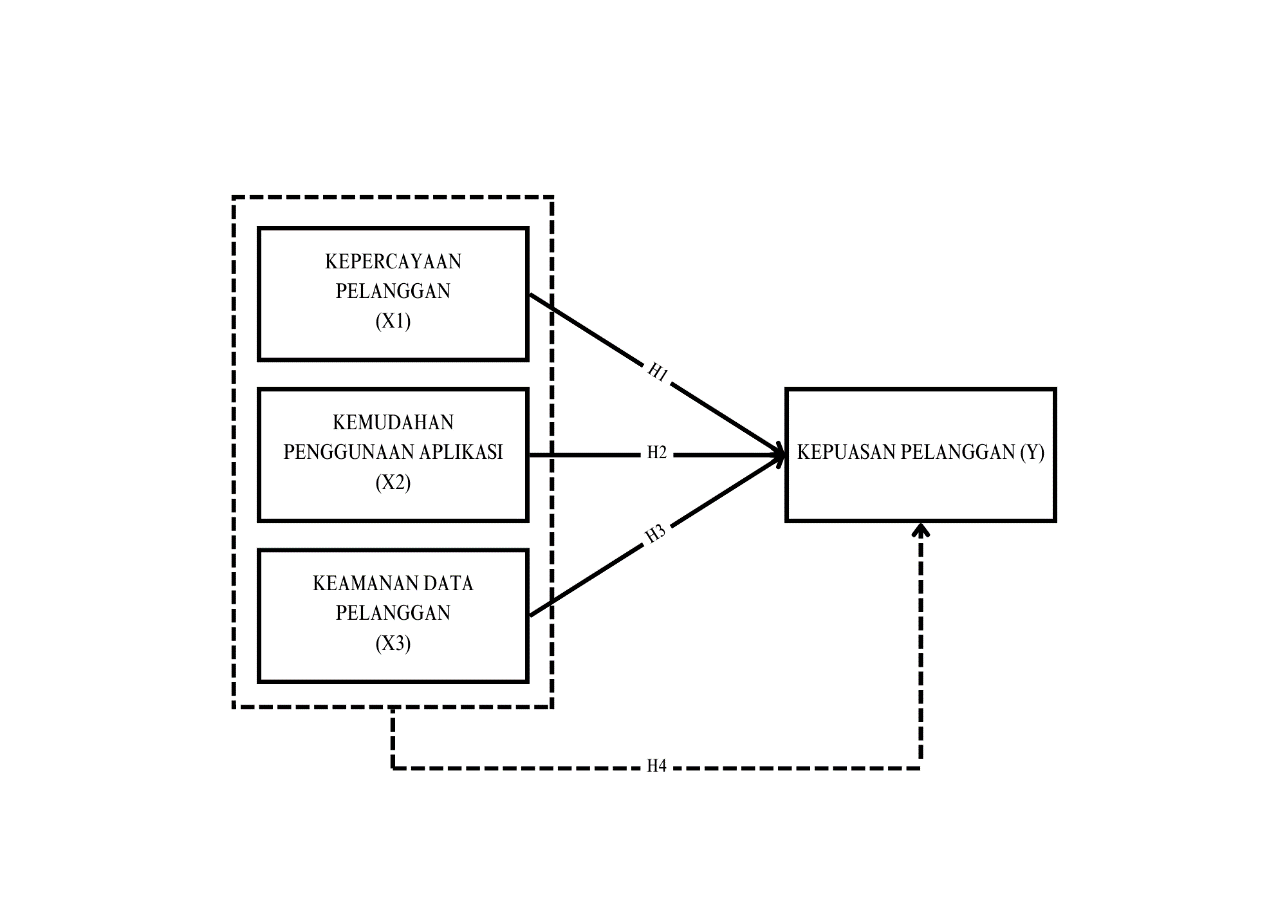 KEPERCAYAAN
PELANGGAN
(X1)
KEMUDAHAN
PENGGUNAAN APLIKASI
(X2)
KEAMANAN DATA
PELANGGAN
(X3)
H1
H2
H3
KEPUASAN PELANGGAN (Y)
H4